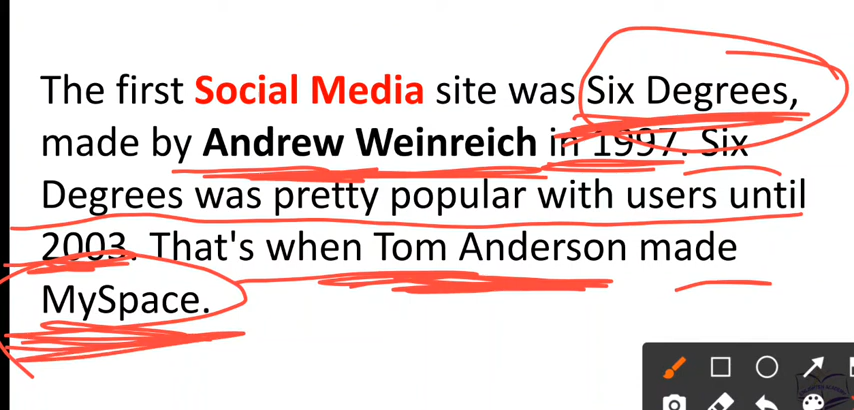 The first Social Media site was Six Degrees,
made by Andrew Weinreich in 1997. Six
Degrees was pretty popular with users until
2003. That's when Tom Anderson made
MySpace.